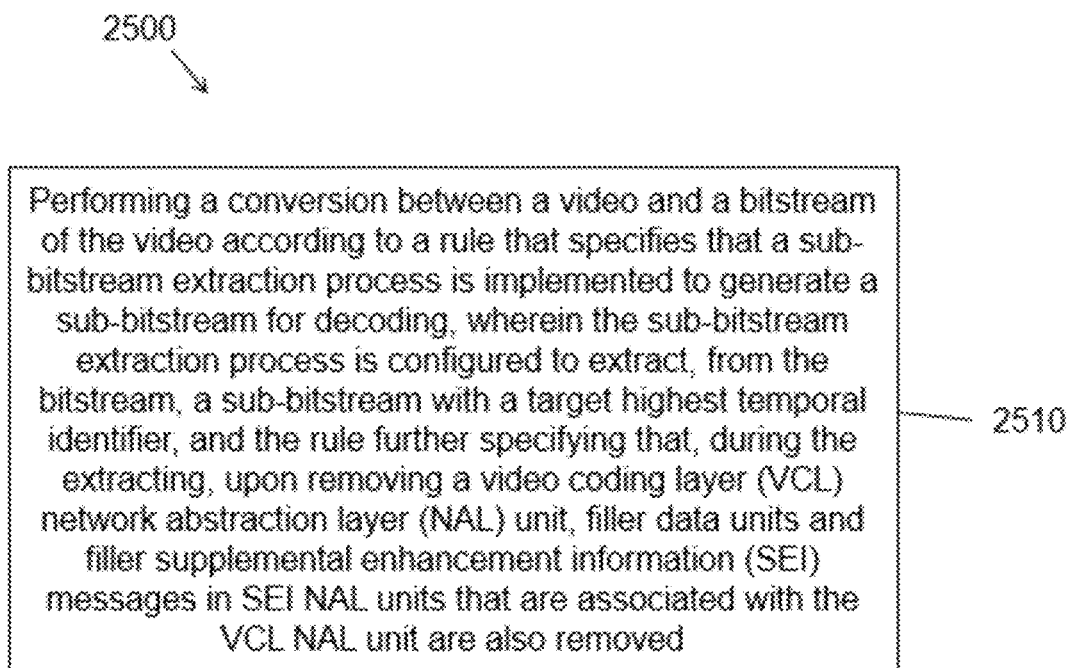 2500
Performing a conversion between a video and a bitstream
of the video according to a rule that specifies that a sub-
bitstream extraction process is implemented to generate a
sub-bitstream for decoding, wherein the sub-bitstream
extraction process is configured to extract, from the
bitstream, a sub-bitstream with a target highest temporal
identifier, and the rule further specifying that, during the
extracting, upon removing a video coding layer (VCL)
network abstraction layer (NAL) unit, filler data units and
filler supplemental enhancement information (SEI)
messages in SEI NAL units that are associated with the
VCL NAL unit are also removed
2510